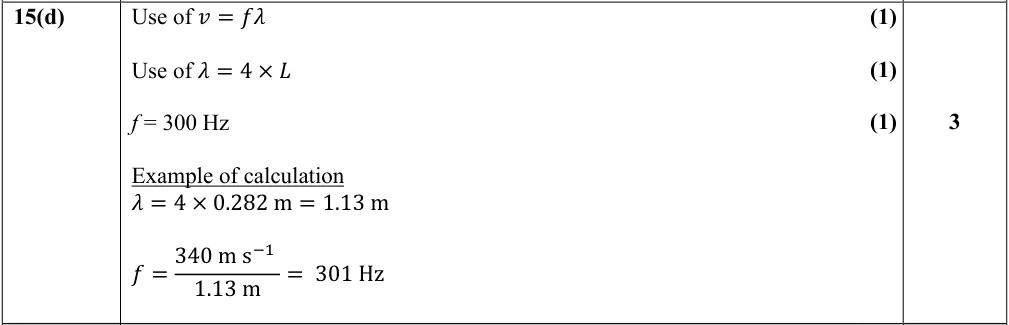 15(d) Use of 𝑣 = 𝑓𝜆 (1)
Use of 𝜆 = 4 × 𝐿 (1)
f = 300 Hz (1) 3
Example of calculation
𝜆 = 4 × 0.282 m = 1.13 m
𝑓 = 340 m s⁻¹ / 1.13 m = 301 Hz